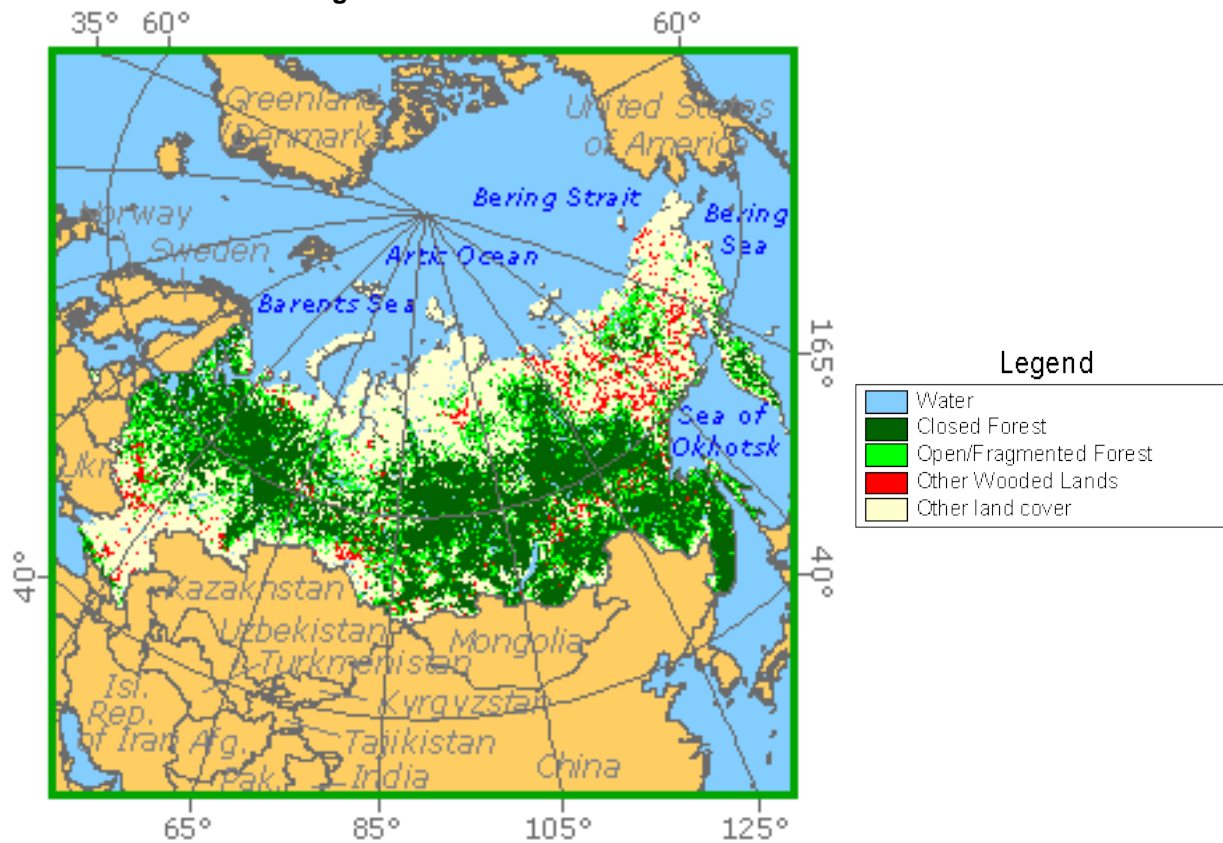 35° 60° 60°
Greenland
(Denmark)
United States
of America
Bering Strait
Bering
Sea
Norway
Sweden
Artic Ocean
Barents Sea
165°
Sea of
Okhotsk
Ukr
40°
40°
Kazakhstan
Uzbekistan
Mongolia
Turkmenistan
Isl.
Rep.
of Iran
Kyrgyzstan
Afg.
Tajikistan
Pak.
India
China
65° 85° 105° 125°
Legend
Water
Closed Forest
Open/Fragmented Forest
Other Wooded Lands
Other land cover